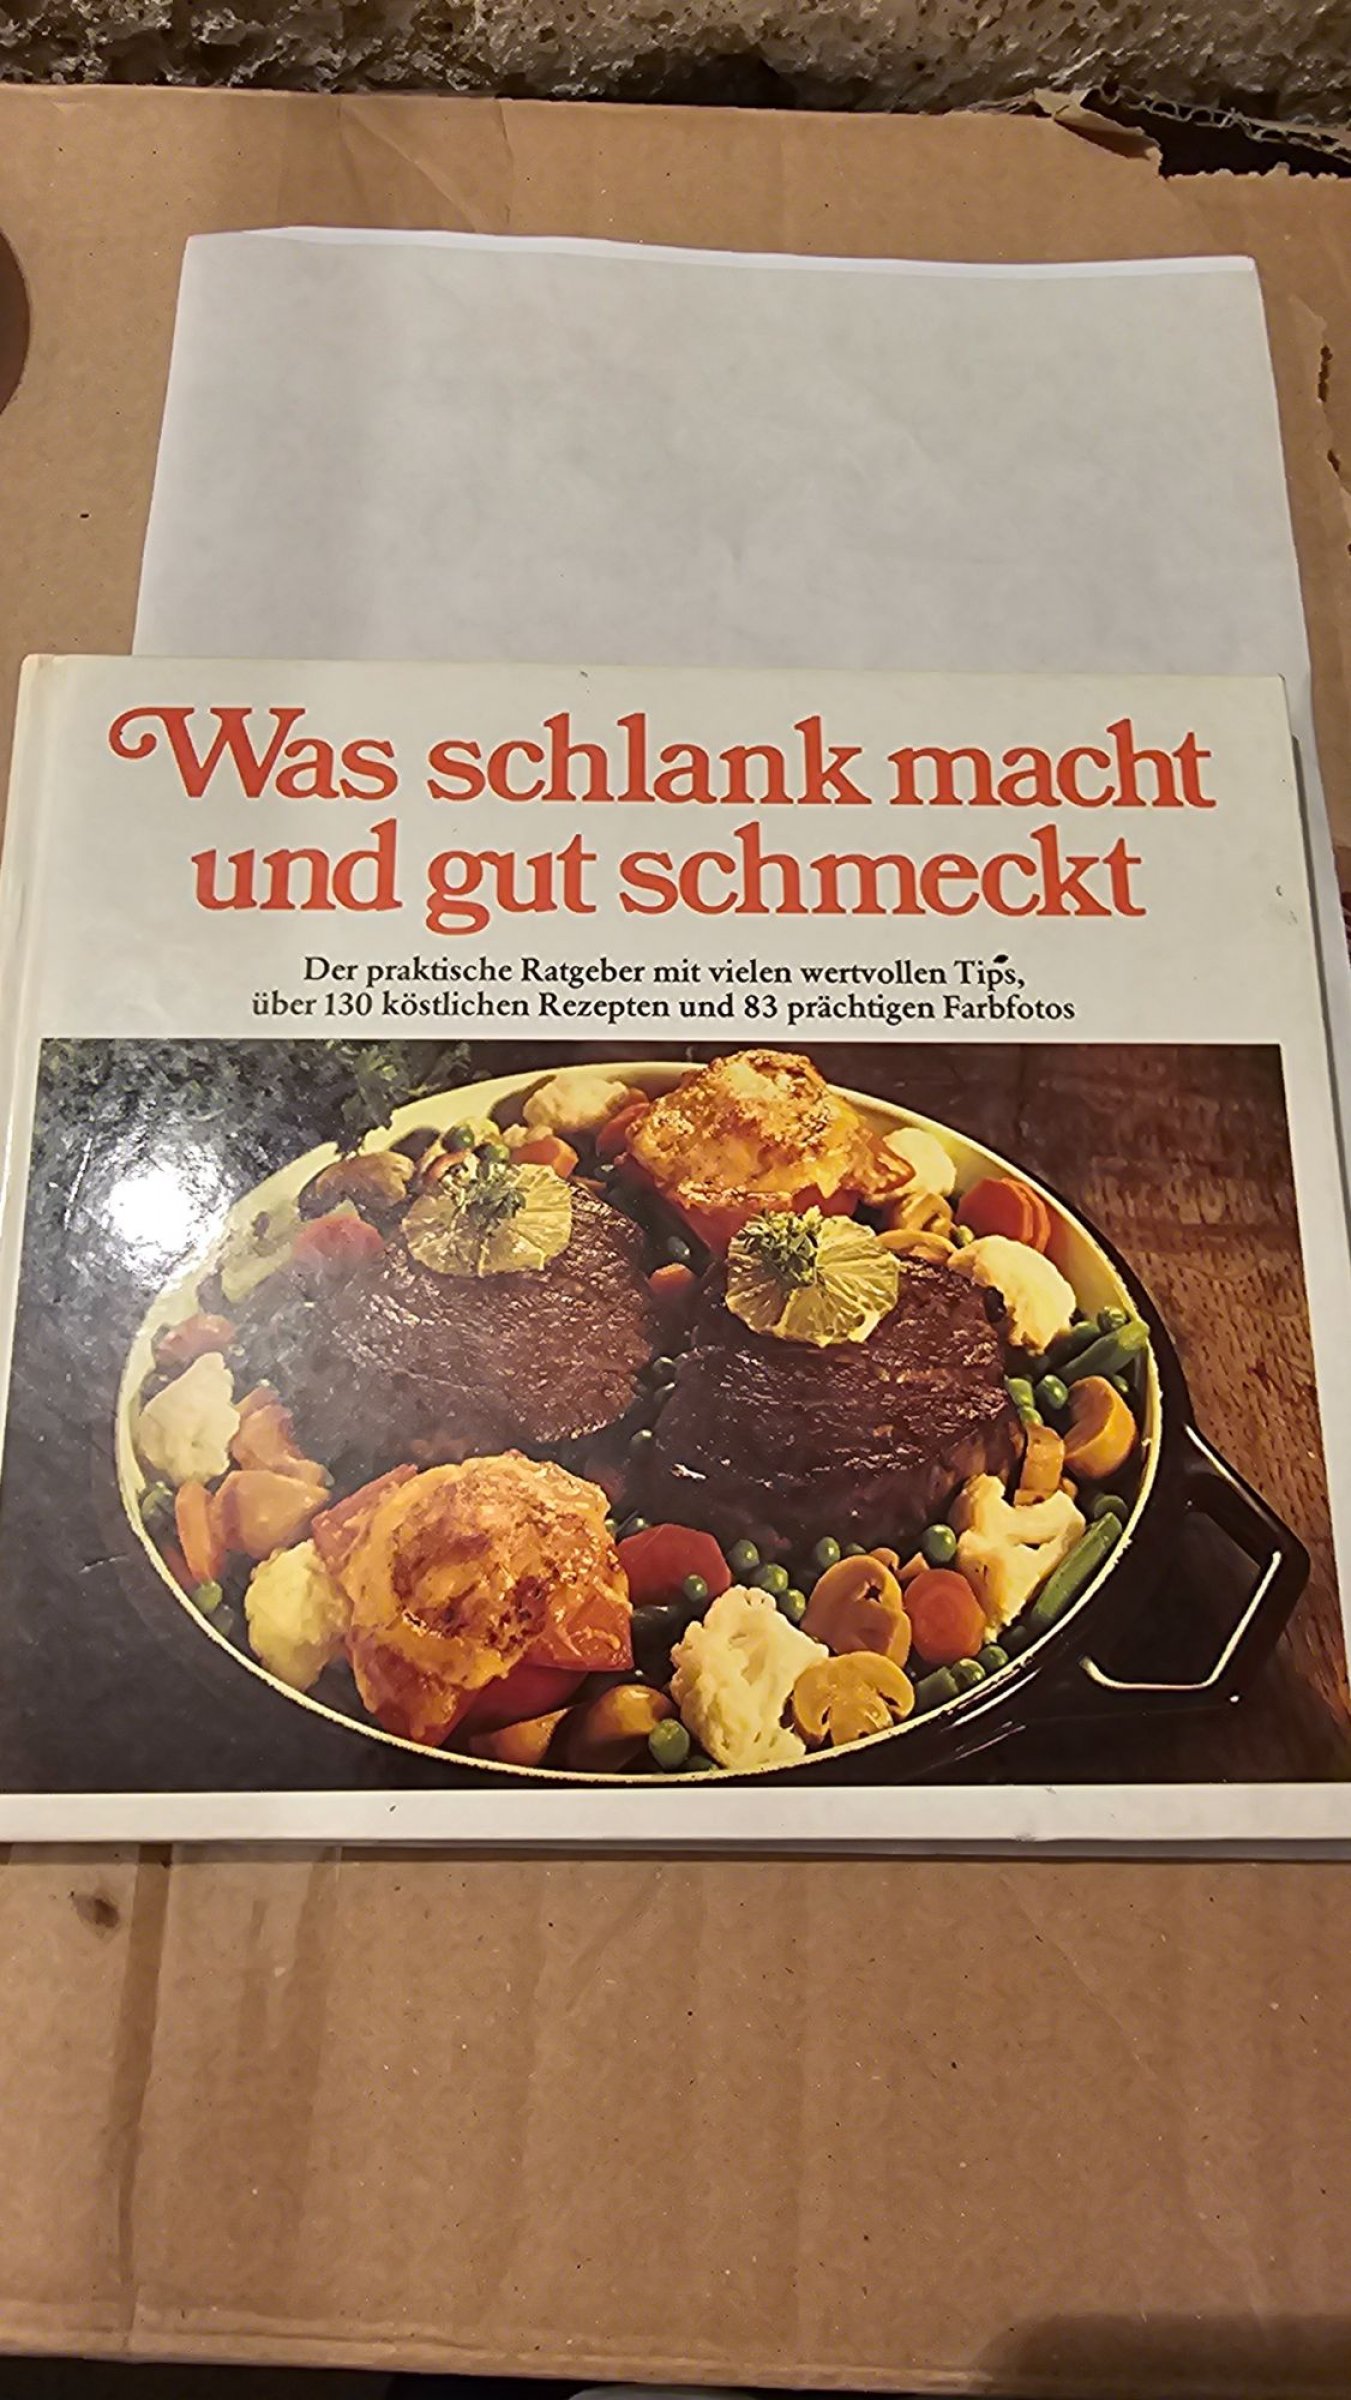 Was schlank macht
und gut schmeckt
Der praktische Ratgeber mit vielen wertvollen Tips,
über 130 köstlichen Rezepten und 83 prächtigen Farbfotos